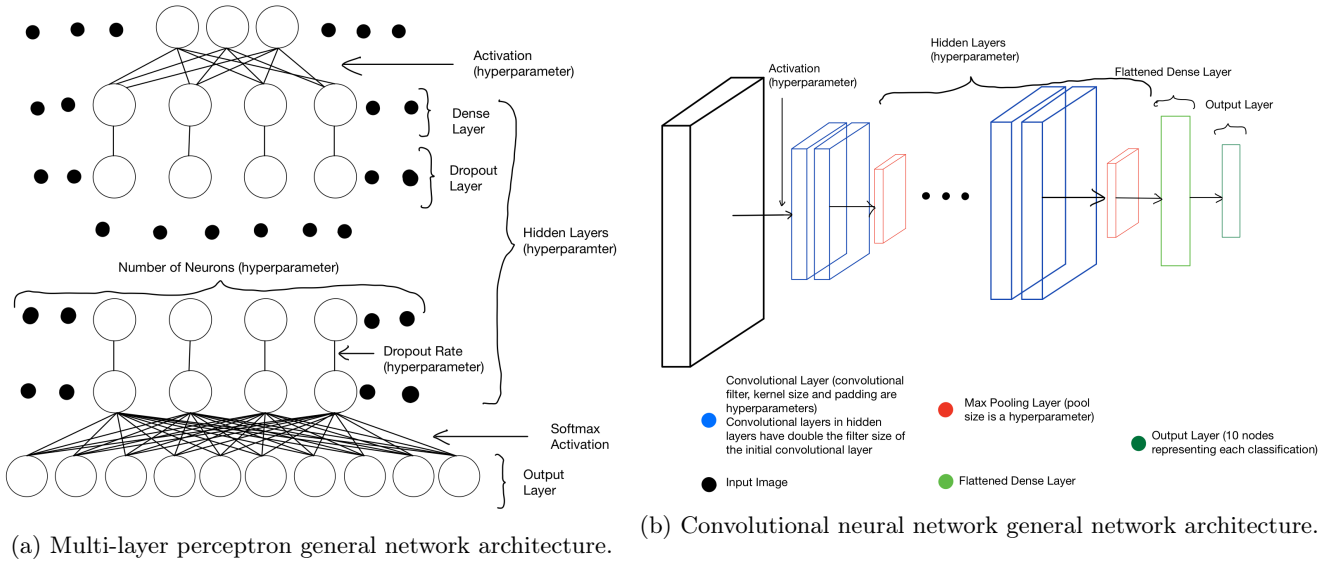 Activation
(hyperparameter)
Dense
Layer
Dropout
Layer
Hidden Layers
(hyperparamter)
Number of Neurons (hyperparameter)
Dropout Rate
(hyperparameter)
Softmax
Activation
Output
Layer
(a) Multi-layer perceptron general network architecture.
Hidden Layers
(hyperparameter)
Activation
(hyperparameter)
Flattened Dense Layer
Output Layer
Convolutional Layer (convolutional
filter, kernel size and padding are
hyperparameters)
Convolutional layers in hidden
layers have double the filter size of
the initial convolutional layer
Input Image
Max Pooling Layer (pool
size is a hyperparameter)
Flattened Dense Layer
Output Layer (10 nodes
representing each classification)
(b) Convolutional neural network general network architecture.